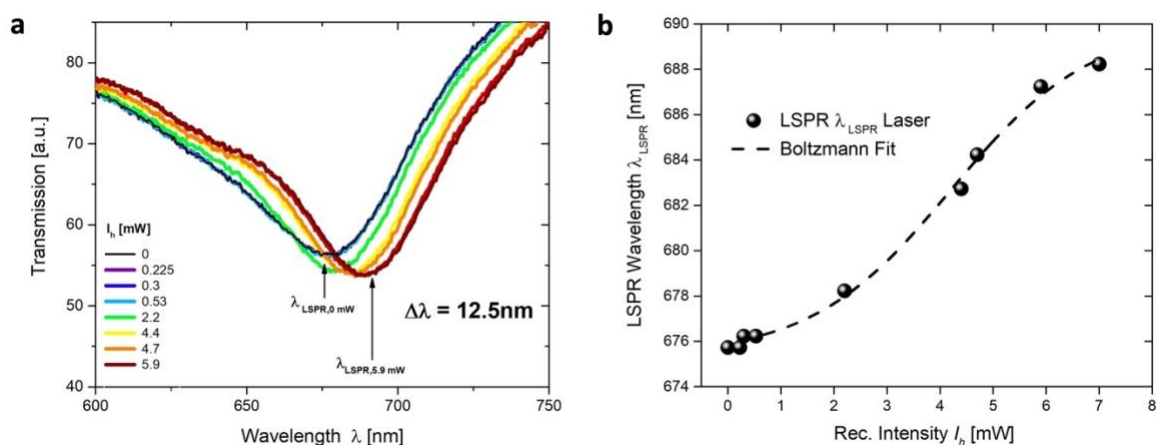 a
Transmission [a.u.]
80
70
60
50
40
I_h [mW]
0
0.225
0.3
0.53
2.2
4.4
4.7
5.9
λ_LSPR,0 mW
λ_LSPR,5.9 mW
Δλ = 12.5nm
600 650 700 750
Wavelength λ [nm]
b
LSPR Wavelength λ_LSPR [nm]
690
688
686
684
682
680
678
676
674
LSPR λ_LSPR Laser
Boltzmann Fit
0 1 2 3 4 5 6 7 8
Rec. Intensity I_h [mW]